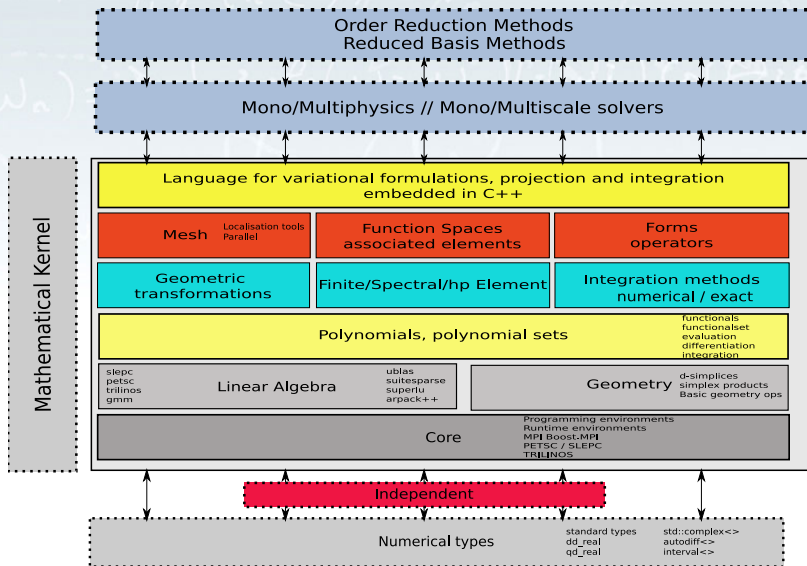 Order Reduction Methods
Reduced Basis Methods
Mono/Multiphysics // Mono/Multiscale solvers
Mathematical Kernel
Language for variational formulations, projection and integration
embedded in C++
Mesh
Localisation tools
Parallel
Function Spaces
associated elements
Forms
operators
Geometric
transformations
Finite/Spectral/hp Element
Integration methods
numerical / exact
Polynomials, polynomial sets
functionals
functionalset
evaluation
differentiation
integration
slepc
petsc
trilinos
gmm
Linear Algebra
ublas
suitesparse
superlu
arpack++
Geometry
d-simplices
simplex products
Basic geometry ops
Core
Programming environments
Runtime environments
MPI Boost-MPI
PETSC / SLEPC
TRILINOS
Independent
Numerical types
standard types
dd_real
qd_real
std::complex<>
autodiff<>
interval<>